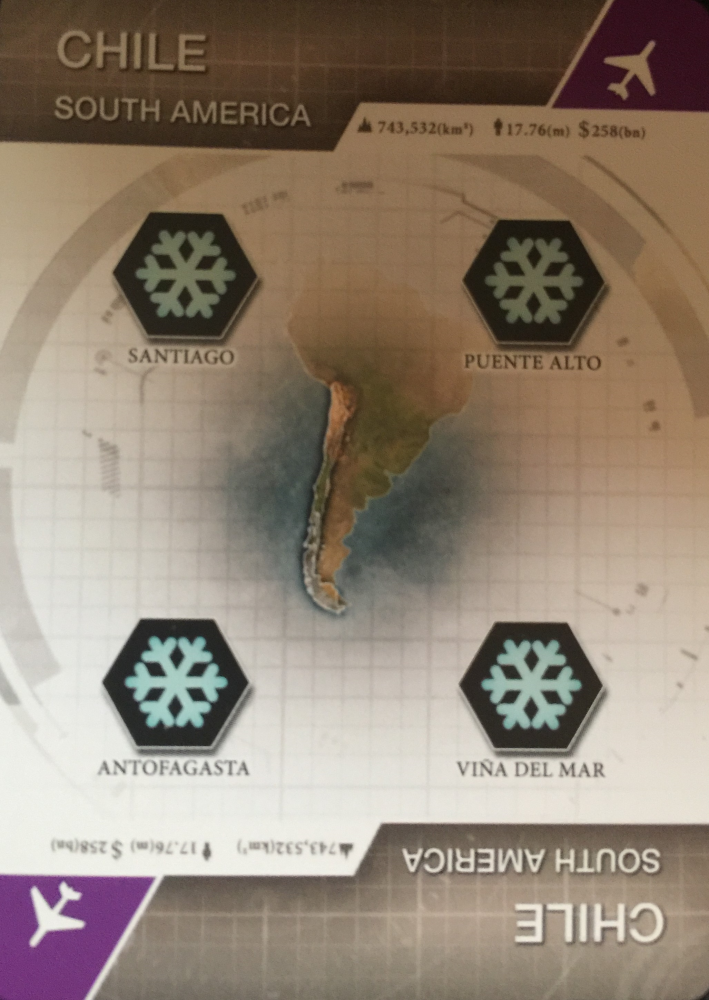 CHILE
SOUTH AMERICA
743,532(km²) 17.76(m) $258(bn)
SANTIAGO
PUENTE ALTO
ANTOFAGASTA
VIÑA DEL MAR
743,532(km²) 17.76(m) $258(bn)
SOUTH AMERICA
CHILE